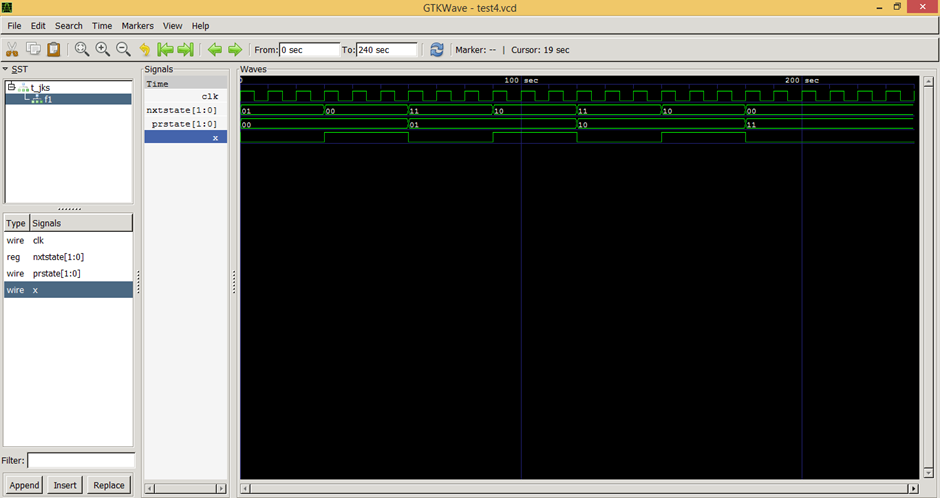 GTKWave - test4.vcd
File Edit Search Time Markers View Help
From: 0 sec To: 240 sec Marker: -- | Cursor: 19 sec
SST
t_jks
f1
Type Signals
wire clk
reg nxtstate[1:0]
wire prstate[1:0]
wire x
Filter:
Append Insert Replace
Signals
Time
clk
nxtstate[1:0]
prstate[1:0]
x
Waves
0 100 sec 200 sec
01 00 11 10 11 10 00
00 01 10 11